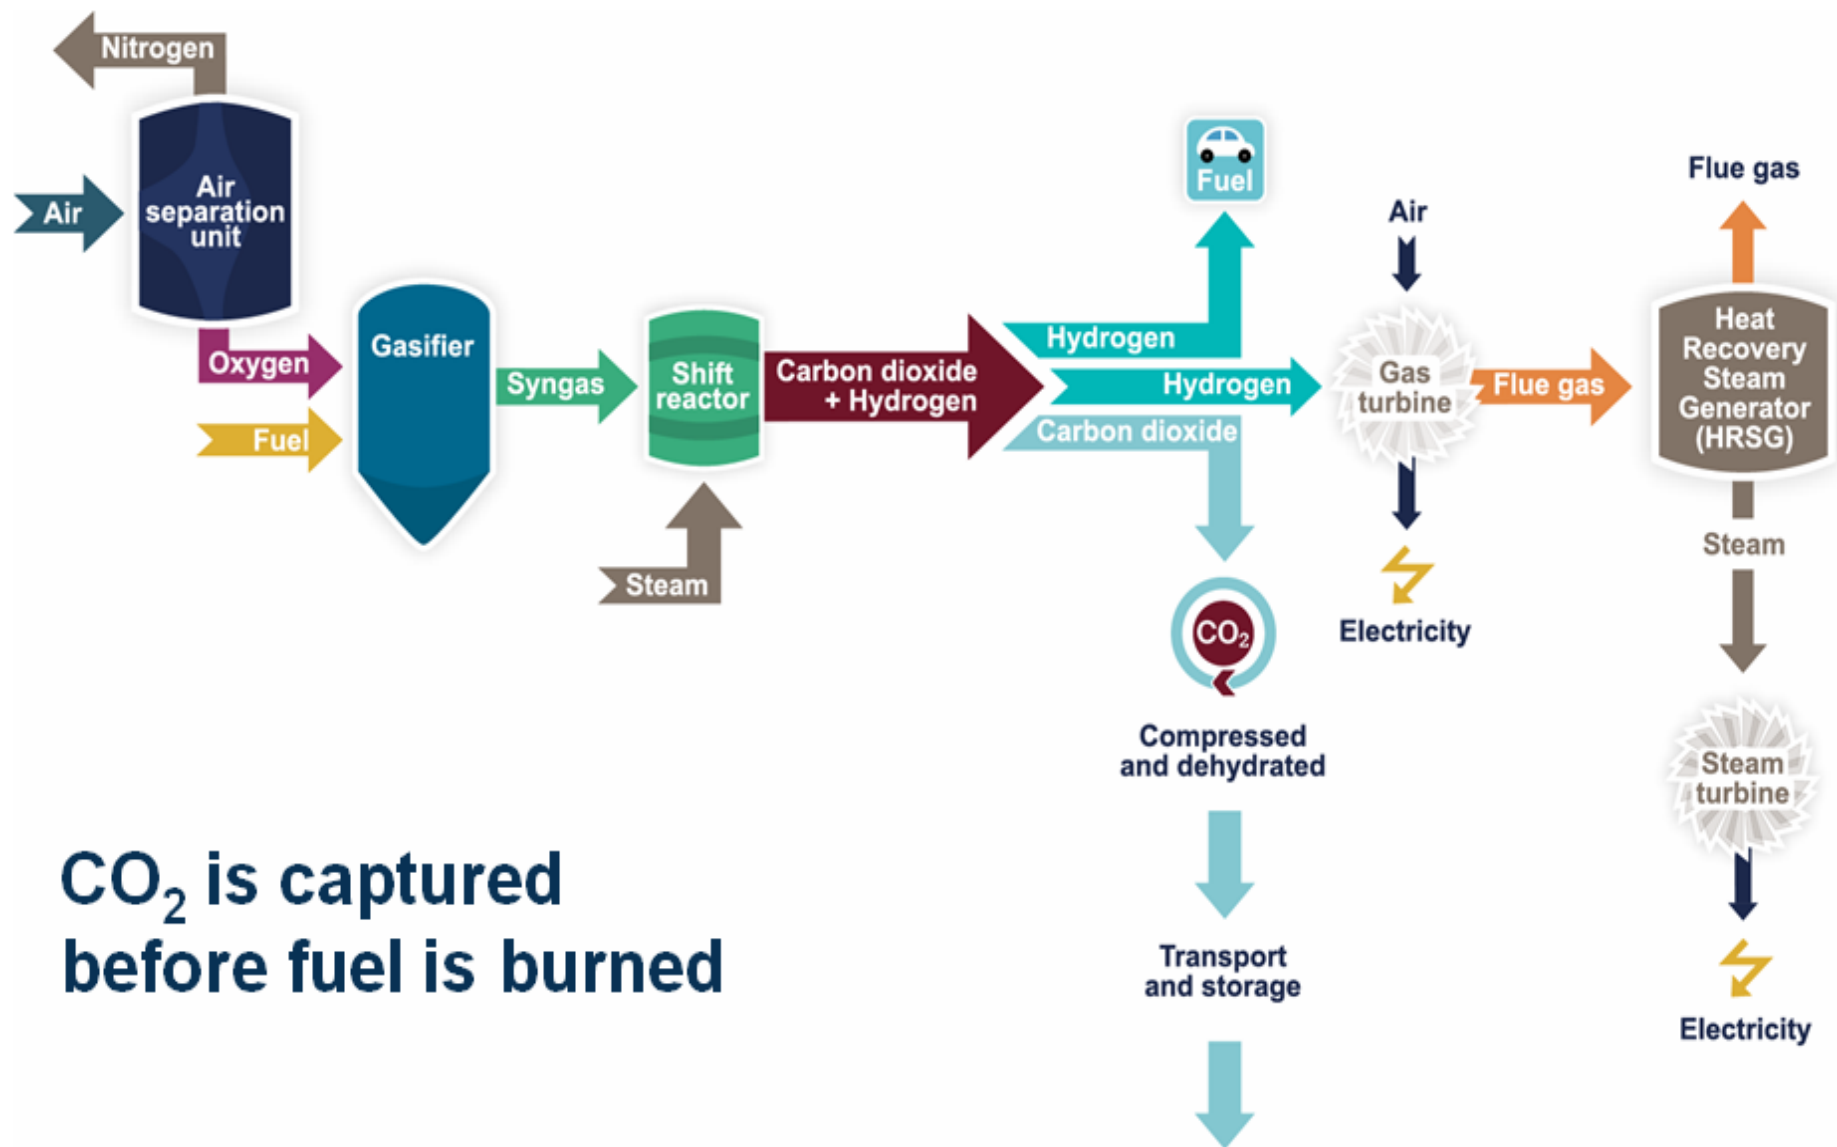 Nitrogen
Air
Air
separation
unit
Oxygen
Fuel
Gasifier
Syngas
Shift
reactor
Steam
Carbon dioxide
+ Hydrogen
Hydrogen
Fuel
Hydrogen
Carbon dioxide
CO₂
Compressed
and dehydrated
Transport
and storage
Air
Gas
turbine
Electricity
Flue gas
Flue gas
Heat
Recovery
Steam
Generator
(HRSG)
Steam
Steam
turbine
Electricity
CO₂ is captured
before fuel is burned